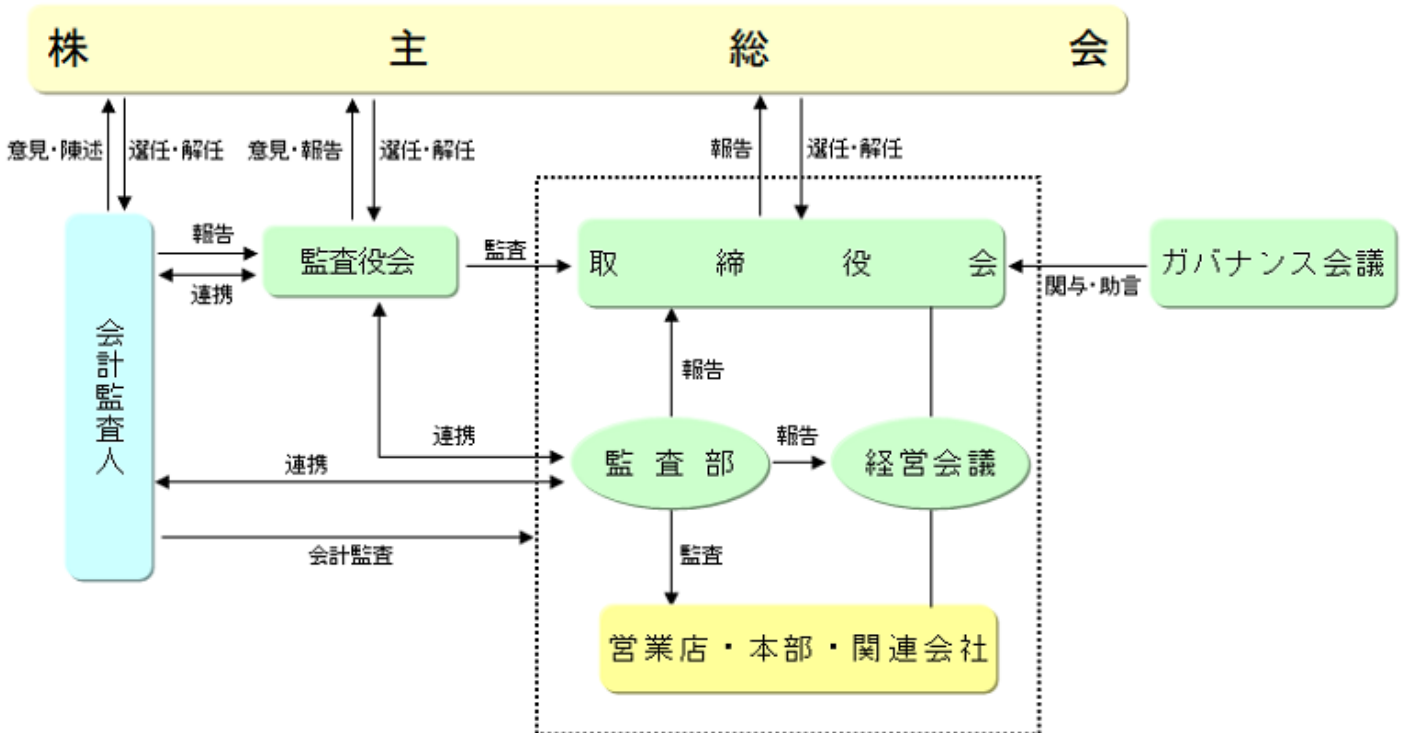 株主総会
意見・陳述
選任・解任
意見・報告
選任・解任
報告
選任・解任
報告
連携
監査役会
監査
取締役会
関与・助言
ガバナンス会議
会計監査人
報告
連携
連携
監査部
報告
経営会議
会計監査
監査
営業店・本部・関連会社